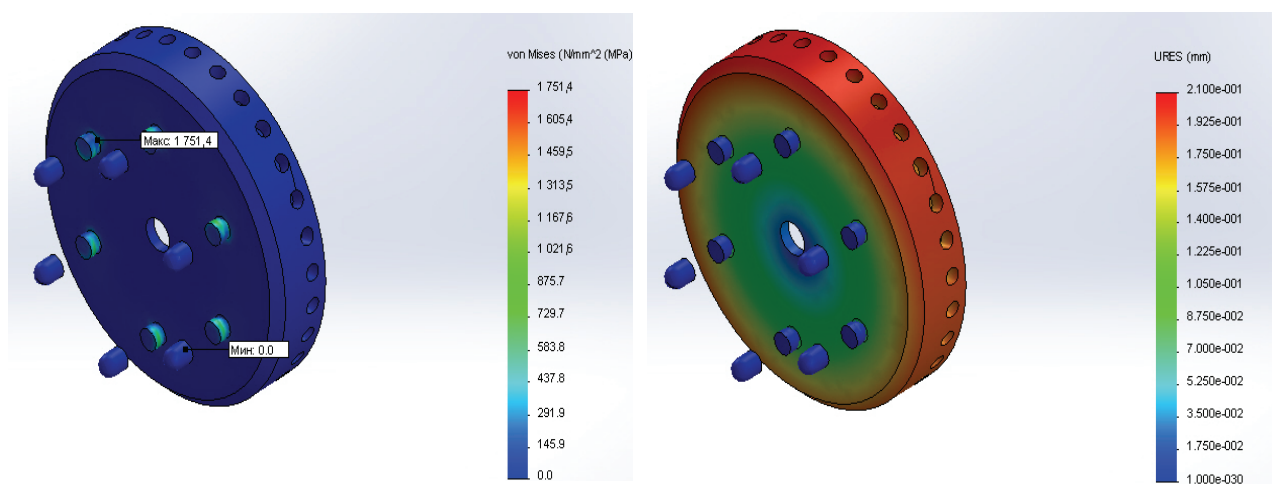 von Mises (N/mm^2 (MPa)
1 751,4
1 605,4
1 459,5
1 313,5
1 167,6
1 021,6
875.7
729.7
583.8
437.8
291.9
145.9
0.0
Макс: 1 751,4
Мин: 0.0
URES (mm)
2.100e-001
1.925e-001
1.750e-001
1.575e-001
1.400e-001
1.225e-001
1.050e-001
8.750e-002
7.000e-002
5.250e-002
3.500e-002
1.750e-002
1.000e-030